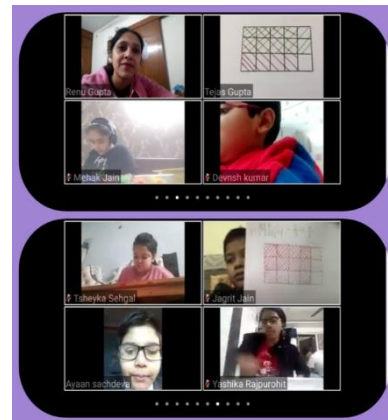 Renu Gupta
Tejas Gupta
Mehak Jain
Devnsh kumar
Tsheyka Sehgal
Jagrit Jain
Ayaan sachdeva
Yashika Rajpurohit